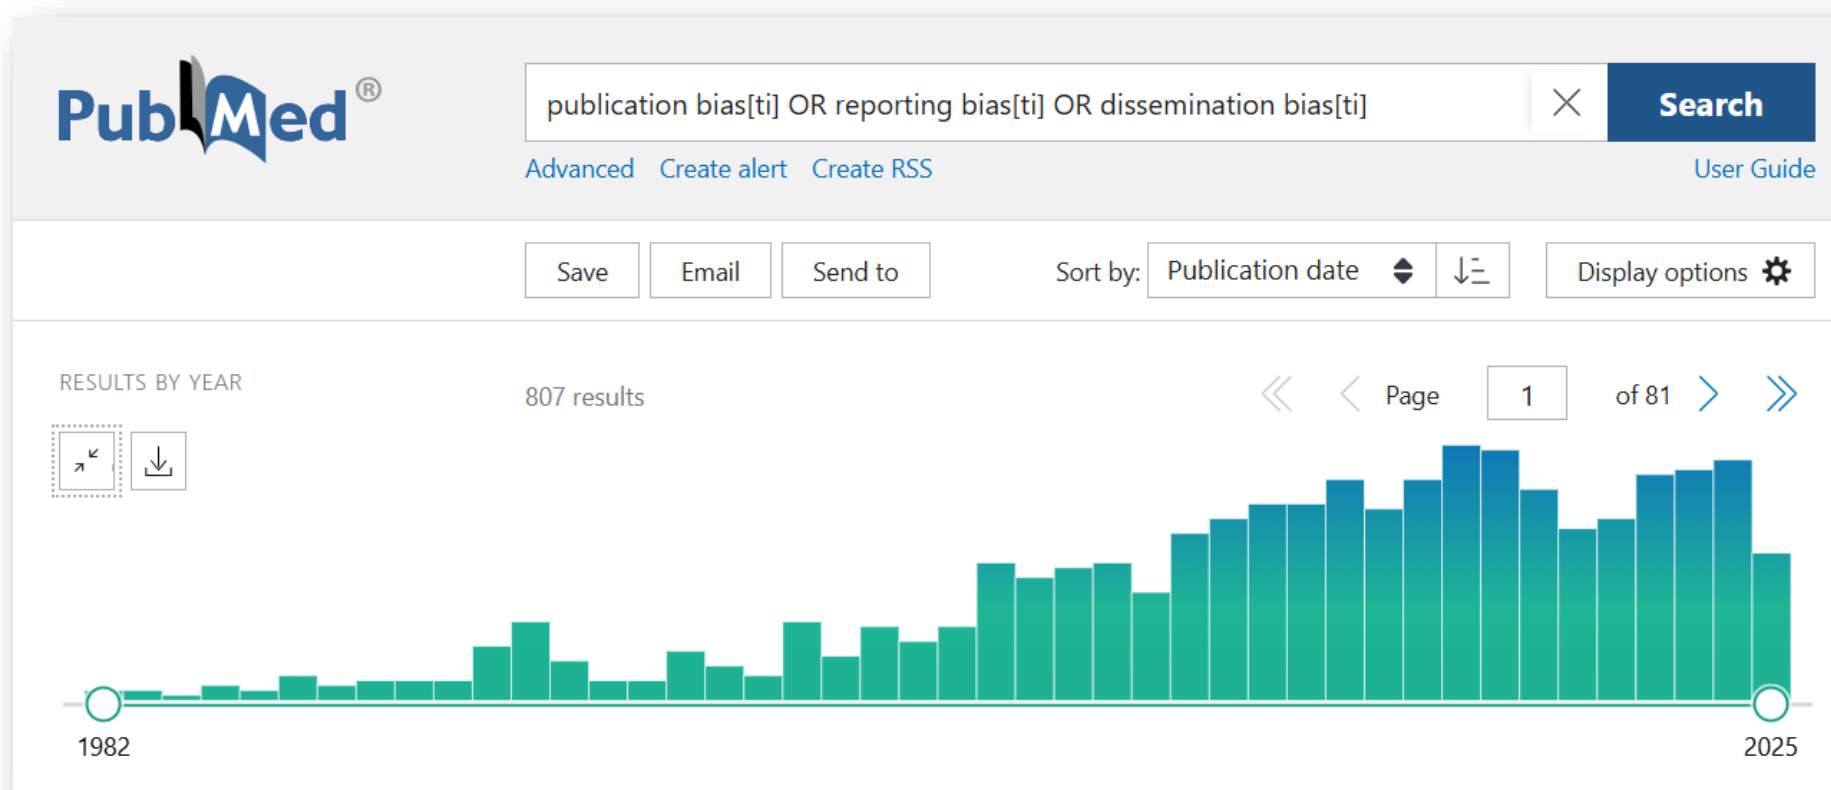 PubMed®
publication bias[ti] OR reporting bias[ti] OR dissemination bias[ti]
Search
Advanced Create alert Create RSS User Guide
Save Email Send to Sort by: Publication date Display options
RESULTS BY YEAR
807 results
Page 1 of 81
1982 2025